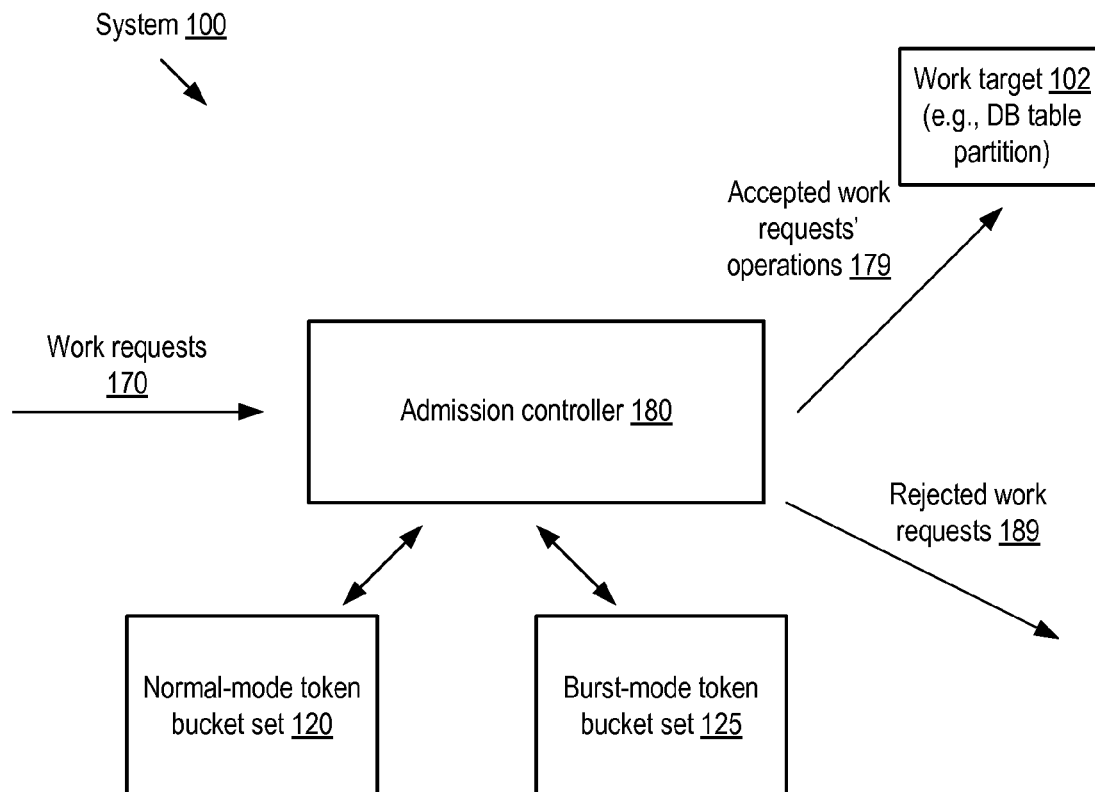 System 100
Work target 102
(e.g., DB table
partition)
Accepted work
requests'
operations 179
Work requests
170
Admission controller 180
Rejected work
requests 189
Normal-mode token
bucket set 120
Burst-mode token
bucket set 125